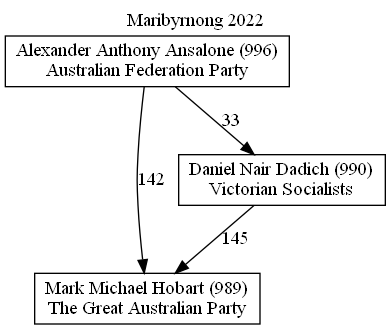 Maribyrnong 2022
Alexander Anthony Ansalone (996)
Australian Federation Party
33
Daniel Nair Dadich (990)
Victorian Socialists
142
145
Mark Michael Hobart (989)
The Great Australian Party